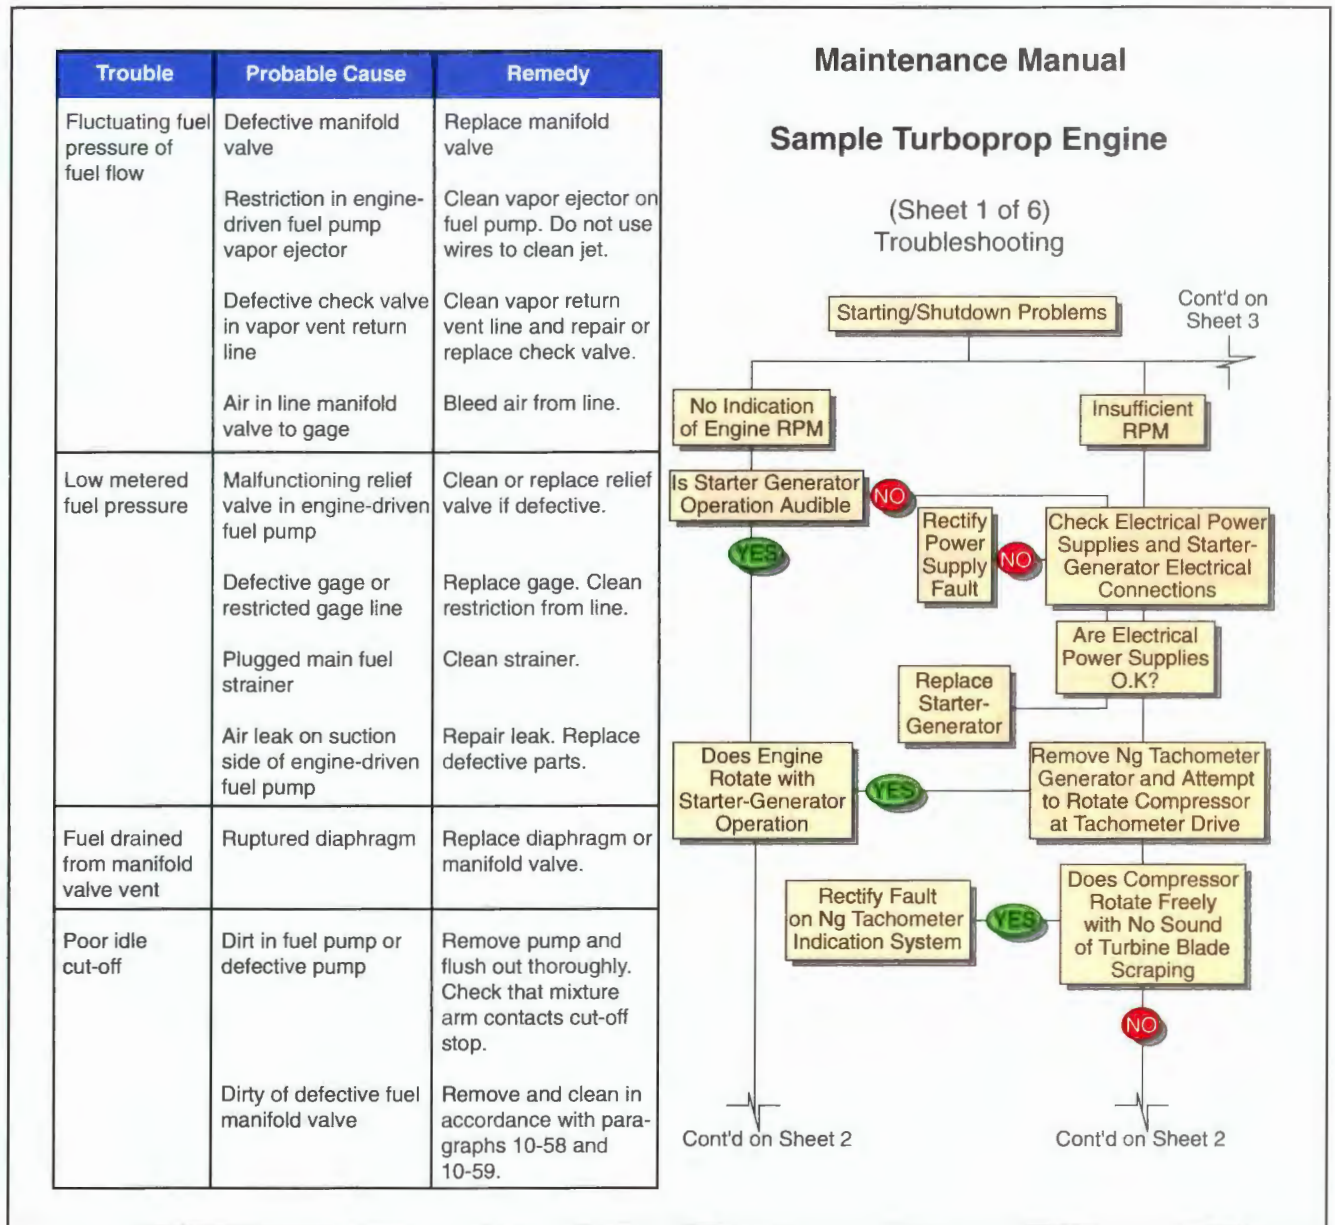 Trouble
Probable Cause
Remedy
Fluctuating fuel
pressure of
fuel flow
Defective manifold
valve
Replace manifold
valve
Restriction in engine-
driven fuel pump
vapor ejector
Clean vapor ejector on
fuel pump. Do not use
wires to clean jet.
Defective check valve
in vapor vent return
line
Clean vapor return
vent line and repair or
replace check valve.
Air in line manifold
valve to gage
Bleed air from line.
Low metered
fuel pressure
Malfunctioning relief
valve in engine-driven
fuel pump
Clean or replace relief
valve if defective.
Defective gage or
restricted gage line
Replace gage. Clean
restriction from line.
Plugged main fuel
strainer
Clean strainer.
Air leak on suction
side of engine-driven
fuel pump
Repair leak. Replace
defective parts.
Fuel drained
from manifold
valve vent
Ruptured diaphragm
Replace diaphragm or
manifold valve.
Poor idle
cut-off
Dirt in fuel pump or
defective pump
Remove pump and
flush out thoroughly.
Check that mixture
arm contacts cut-off
stop.
Dirty of defective fuel
manifold valve
Remove and clean in
accordance with para-
graphs 10-58 and
10-59.
Maintenance Manual
Sample Turboprop Engine
(Sheet 1 of 6)
Troubleshooting
Starting/Shutdown Problems
Cont'd on
Sheet 3
No Indication
of Engine RPM
Insufficient
RPM
Is Starter Generator
Operation Audible
NO
YES
Rectify
Power
Supply
Fault
NO
Check Electrical Power
Supplies and Starter-
Generator Electrical
Connections
Are Electrical
Power Supplies
O.K?
Replace
Starter-
Generator
Does Engine
Rotate with
Starter-Generator
Operation
YES
Remove Ng Tachometer
Generator and Attempt
to Rotate Compressor
at Tachometer Drive
Rectify Fault
on Ng Tachometer
Indication System
YES
Does Compressor
Rotate Freely
with No Sound
of Turbine Blade
Scraping
NO
Cont'd on Sheet 2
Cont'd on Sheet 2